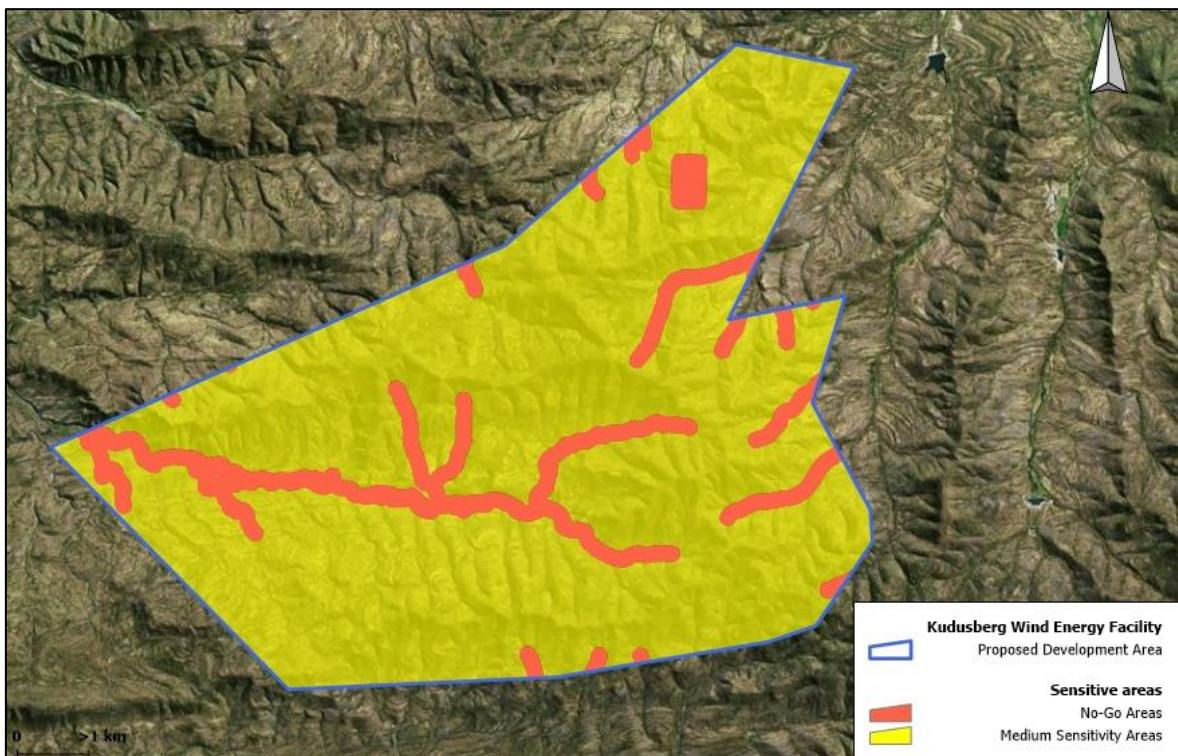 Kudusberg Wind Energy Facility
Proposed Development Area
Sensitive areas
No-Go Areas
Medium Sensitivity Areas
0 >1 km